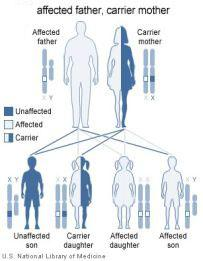 affected father, carrier mother
Affected father
Carrier mother
X Y
X X
Unaffected
Affected
Carrier
X Y
X X
X X
X Y
Unaffected son
Carrier daughter
Affected daughter
Affected son
U.S. National Library of Medicine